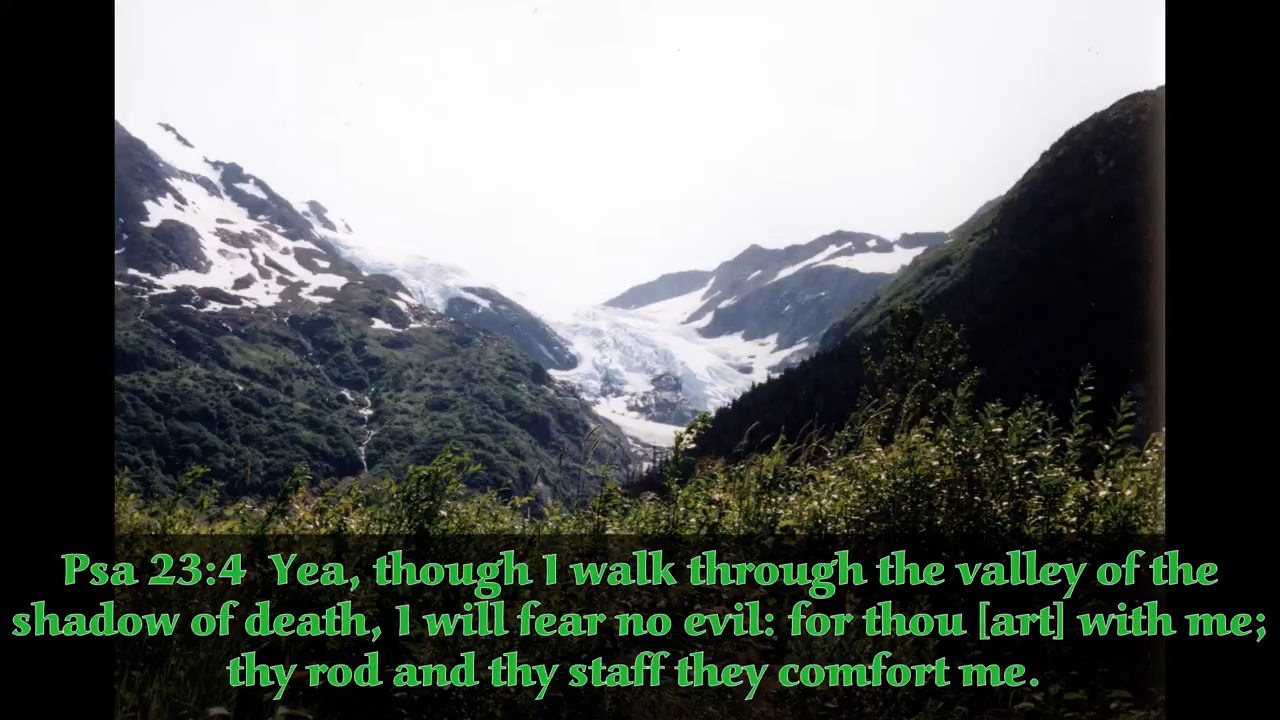 Psa 23:4  Yea, though I walk through the valley of the
shadow of death, I will fear no evil: for thou [art] with me;
thy rod and thy staff they comfort me.